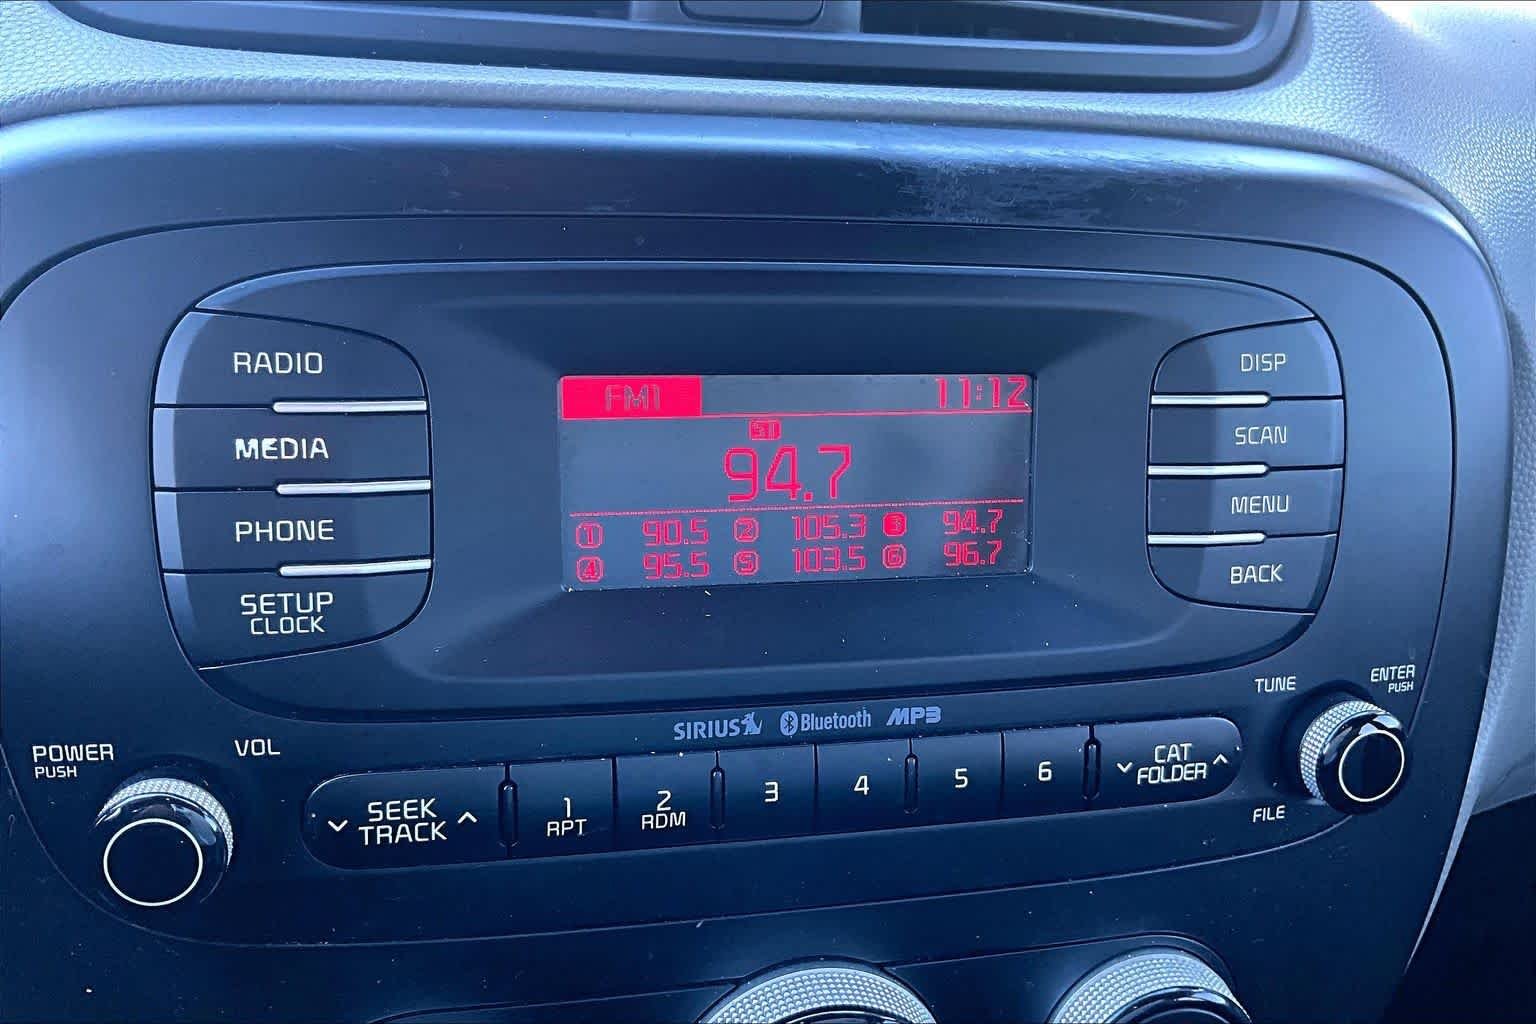 FM1 11:12
ST
94.7
1 90.5 2 105.3 3 94.7
4 95.5 5 103.5 6 96.7
RADIO
MEDIA
PHONE
SETUP
CLOCK
DISP
SCAN
MENU
BACK
POWER
PUSH
VOL
SIRIUS Bluetooth MP3
SEEK
TRACK
1
RPT
2
RDM
3
4
5
6
CAT
FOLDER
TUNE
ENTER
PUSH
FILE